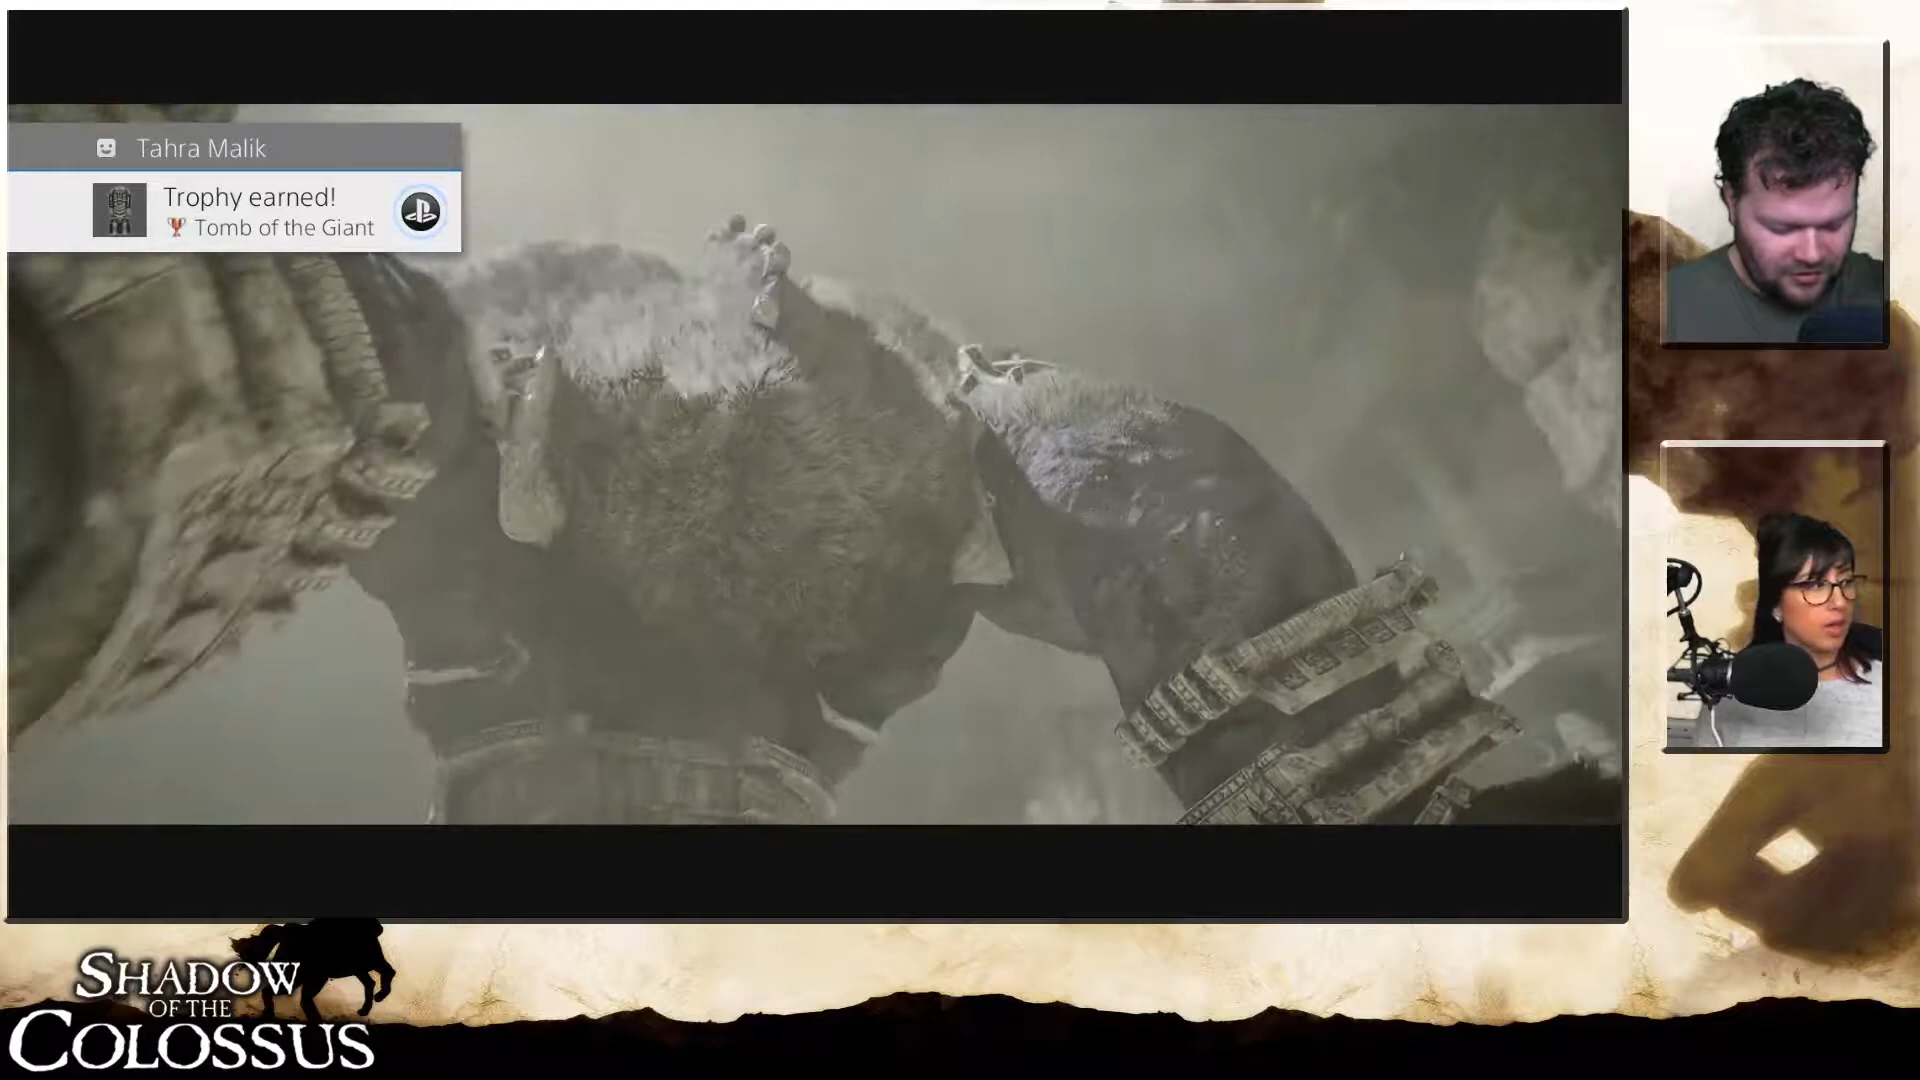 Tahra Malik
Trophy earned!
Tomb of the Giant
SHADOW
OF THE
COLOSSUS